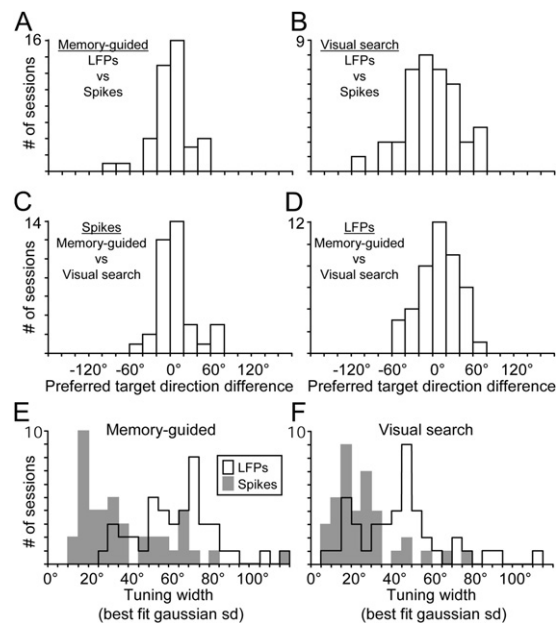 A
B
16
Memory-guided
LFPs
vs
Spikes
# of sessions
9
Visual search
LFPs
vs
Spikes
C
D
14
Spikes
Memory-guided
vs
Visual search
# of sessions
12
LFPs
Memory-guided
vs
Visual search
-120° -60° 0° 60° 120°
Preferred target direction difference
-120° -60° 0° 60° 120°
Preferred target direction difference
E
Memory-guided
10
# of sessions
LFPs
Spikes
0° 20° 40° 60° 80° 100°
Tuning width
(best fit gaussian sd)
F
Visual search
10
0° 20° 40° 60° 80° 100°
Tuning width
(best fit gaussian sd)